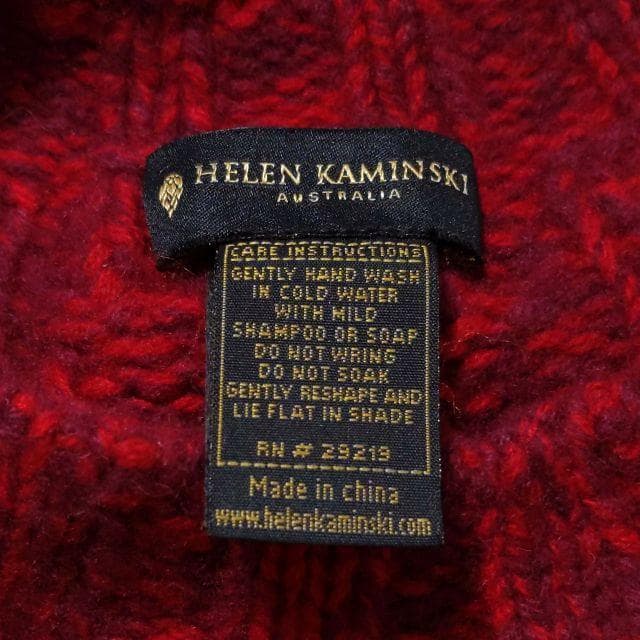 HELEN KAMINSKI
AUSTRALIA
CARE INSTRUCTIONS
GENTLY HAND WASH
IN COLD WATER
WITH MILD
SHAMPOO OR SOAP
DO NOT WRING
DO NOT SOAK
GENTLY RESHAPE AND
LIE FLAT IN SHADE
RN # 29219
Made in china
www.helenkaminski.com